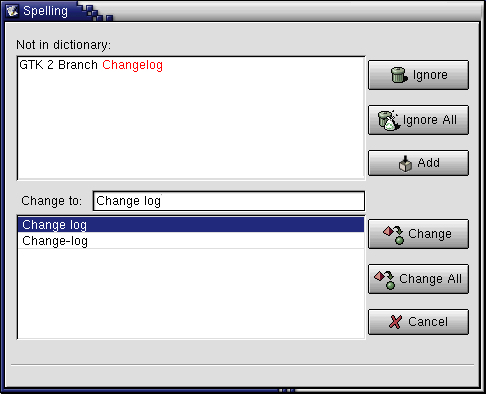 Spelling
Not in dictionary:
GTK 2 Branch Changelog
Ignore
Ignore All
Add
Change to: Change log
Change log
Change-log
Change
Change All
Cancel